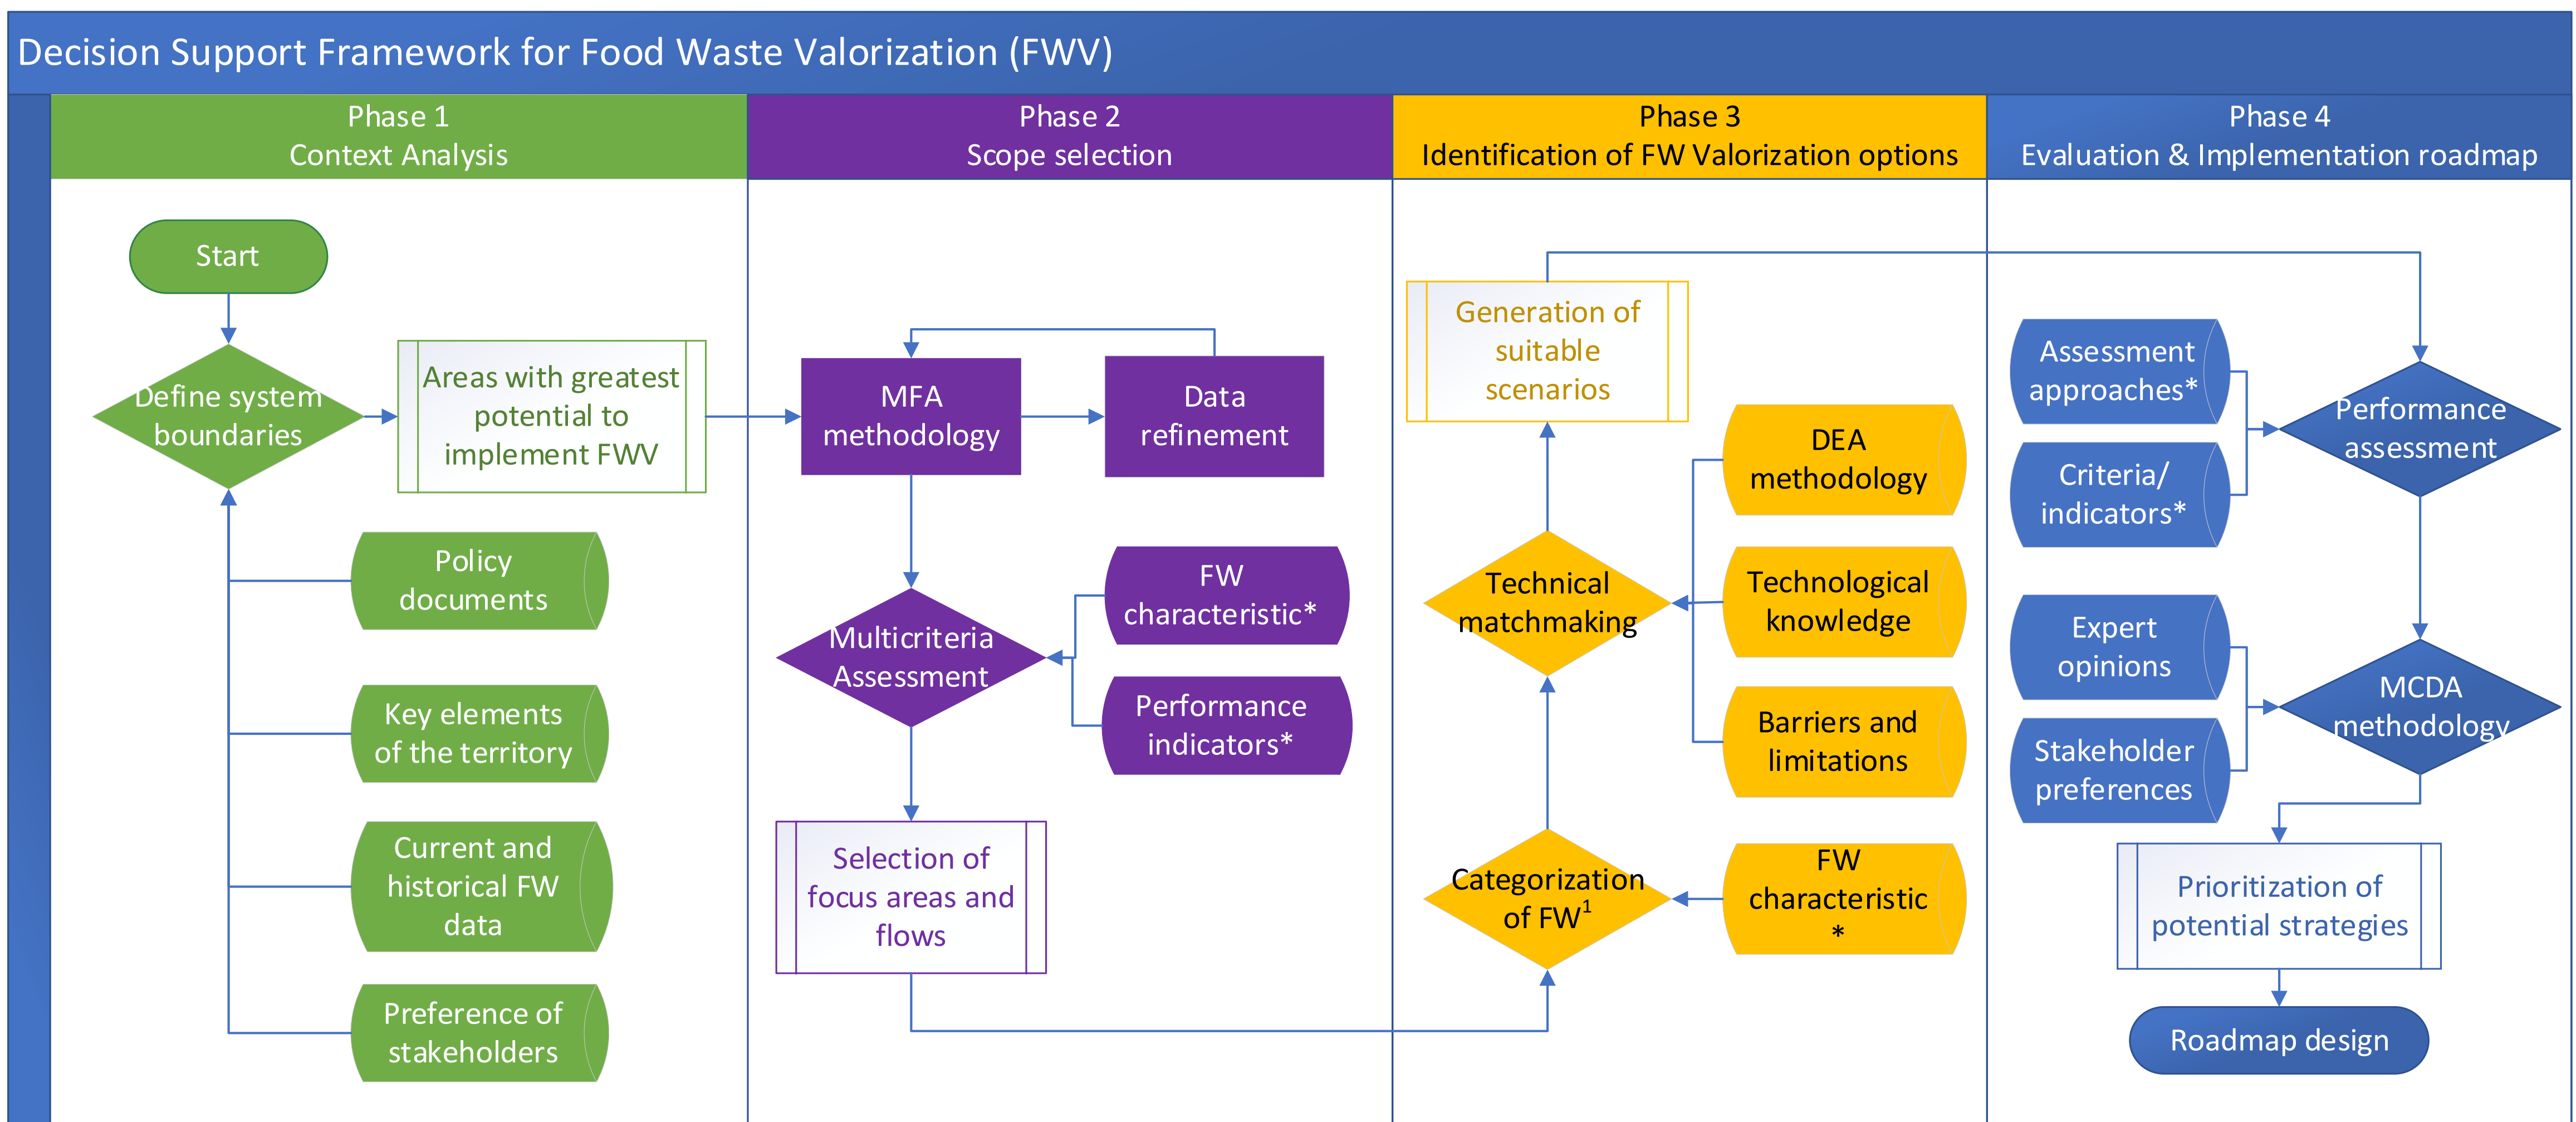 Decision Support Framework for Food Waste Valorization (FWV)
Phase 1
Context Analysis
Phase 2
Scope selection
Phase 3
Identification of FW Valorization options
Phase 4
Evaluation & Implementation roadmap
Start
Define system
boundaries
Areas with greatest
potential to
implement FWV
Policy
documents
Key elements
of the territory
Current and
historical FW
data
Preference of
stakeholders
MFA
methodology
Data
refinement
Multicriteria
Assessment
FW
characteristic*
Performance
indicators*
Selection of
focus areas and
flows
Generation of
suitable
scenarios
DEA
methodology
Technical
matchmaking
Technological
knowledge
Barriers and
limitations
Categorization
of FW¹
FW
characteristic
*
Assessment
approaches*
Criteria/
indicators*
Performance
assessment
Expert
opinions
Stakeholder
preferences
MCDA
methodology
Prioritization of
potential strategies
Roadmap design